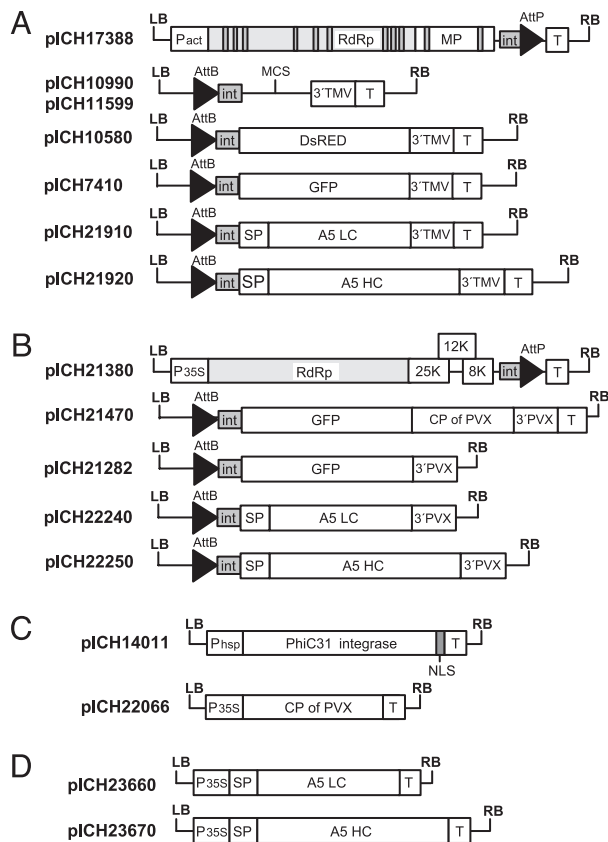 A
pICH17388
LB Pact RdRp MP int AttP T RB
pICH10990
pICH11599
LB AttB int MCS 3´TMV T RB
pICH10580
LB AttB int DsRED 3´TMV T RB
pICH7410
LB AttB int GFP 3´TMV T RB
pICH21910
LB AttB int SP A5 LC 3´TMV T RB
pICH21920
LB AttB int SP A5 HC 3´TMV T RB
B
pICH21380
LB P35S RdRp 25K 12K 8K int AttP T RB
pICH21470
LB AttB int GFP CP of PVX 3´PVX T RB
pICH21282
LB AttB int GFP 3´PVX RB
pICH22240
LB AttB int SP A5 LC 3´PVX RB
pICH22250
LB AttB int SP A5 HC 3´PVX RB
C
pICH14011
LB Phsp PhiC31 integrase T RB
NLS
pICH22066
LB P35S CP of PVX T RB
D
pICH23660
LB P35S SP A5 LC T RB
pICH23670
LB P35S SP A5 HC T RB